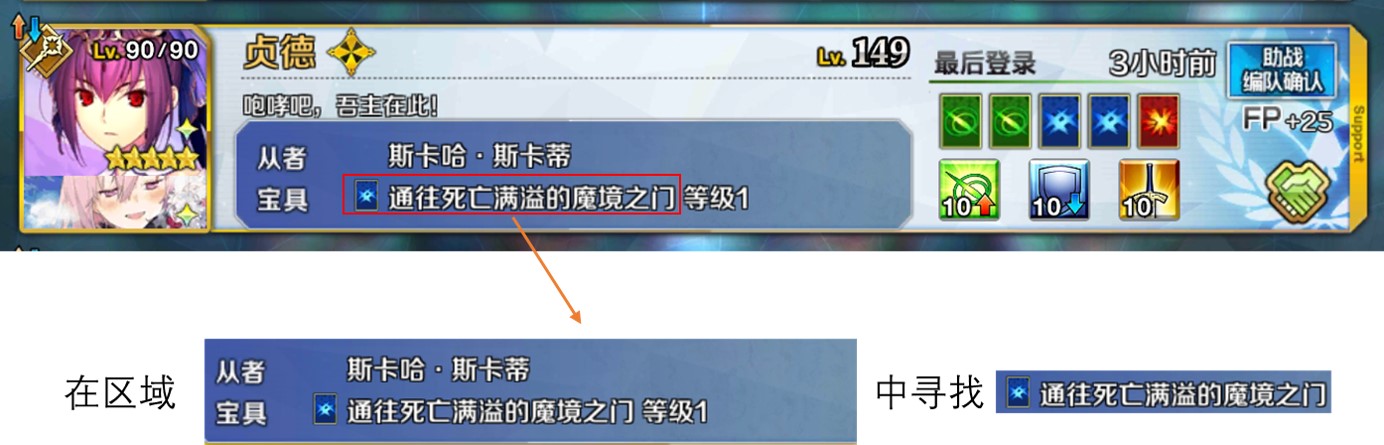 Lv. 90/90
贞德
Lv. 149
最后登录 3小时前
助战
编队确认
咆哮吧，吾主在此！
FP +25
Support
从者 斯卡哈·斯卡蒂
宝具 通往死亡满溢的魔境之门 等级1
10 10 10
在区域
从者 斯卡哈·斯卡蒂
宝具 通往死亡满溢的魔境之门 等级1
中寻找 通往死亡满溢的魔境之门